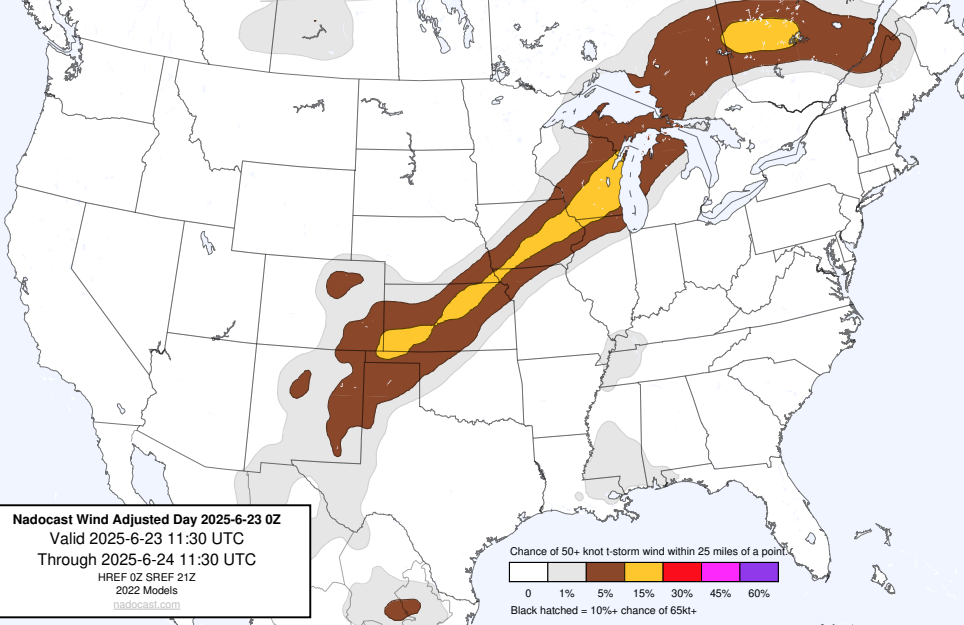 Nadocast Wind Adjusted Day 2025-6-23 0Z
Valid 2025-6-23 11:30 UTC
Through 2025-6-24 11:30 UTC
HREF 0Z SREF 21Z
2022 Models
nadocast.com
Chance of 50+ knot t-storm wind within 25 miles of a point.
0 1% 5% 15% 30% 45% 60%
Black hatched = 10%+ chance of 65kt+